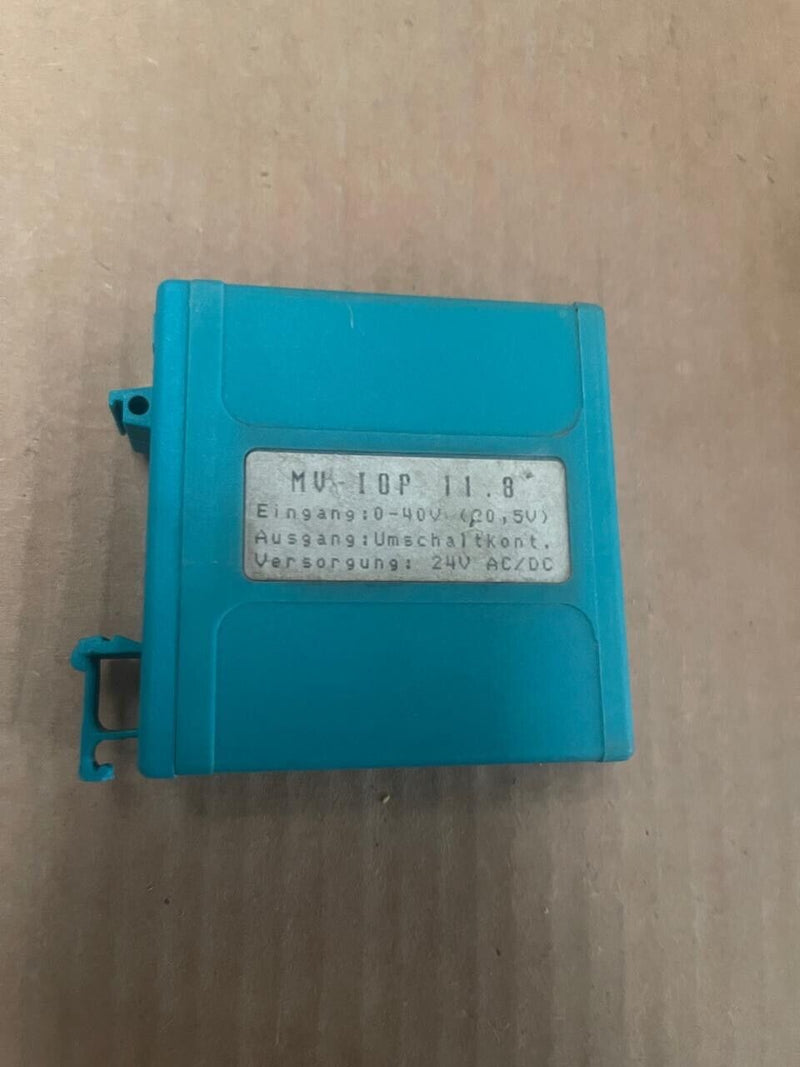 MV-IOP 11.8
Eingang:0-40V (20,5V)
Ausgang:Umschaltkont.
Versorgung: 24V AC/DC